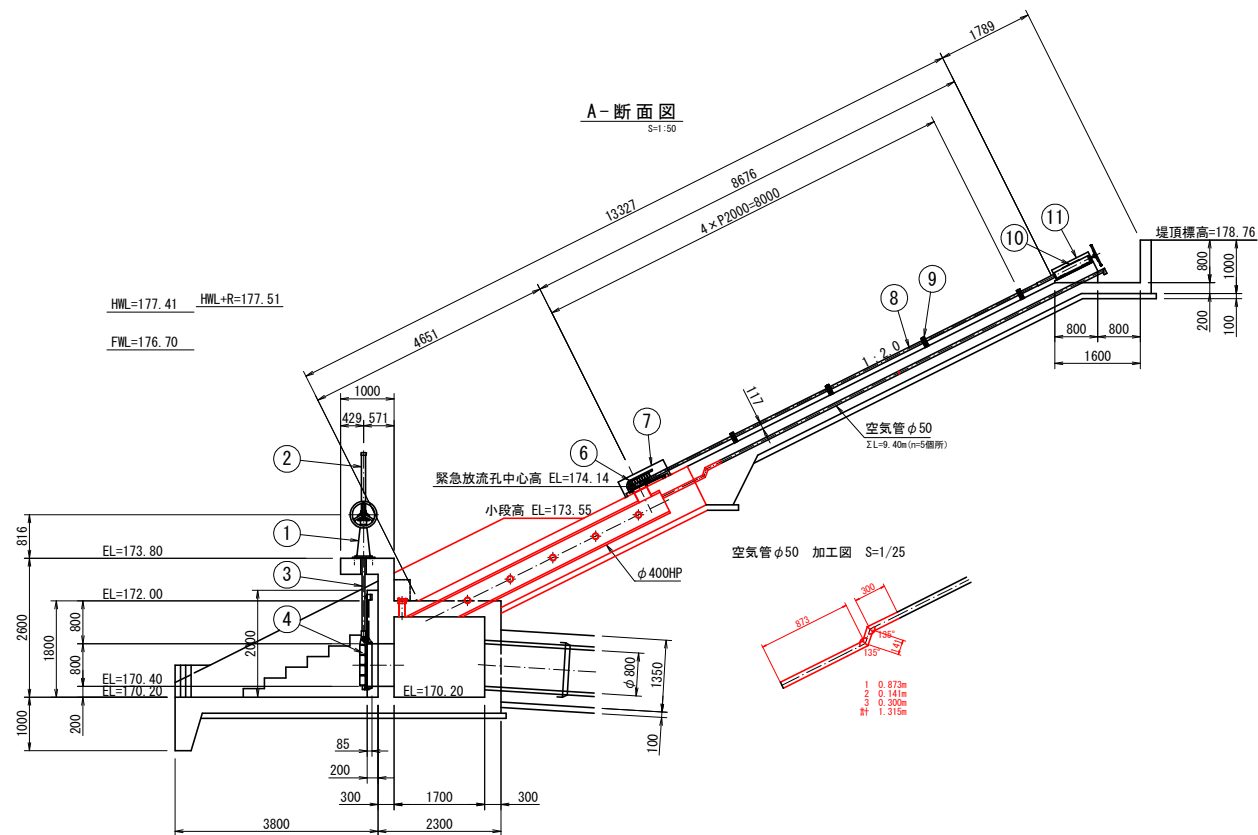 A-断面図
S=1:50
1789
13327
8676
4×P2000=8000
4651
HWL=177.41
HWL+R=177.51
FWL=176.70
堤頂標高=178.76
800
1000
200
100
800
800
1600
11
10
9
8
1:2.0
117
空気管φ50
ΣL=9.40m(n=5個所)
7
6
緊急放流孔中心高 EL=174.14
小段高 EL=173.55
φ400HP
1000
429
571
2
1
3
4
816
EL=173.80
EL=172.00
EL=170.40
EL=170.20
2600
1800
800
800
200
1000
2000
EL=170.20
φ800
1350
100
85
200
300
1700
300
3800
2300
空気管φ50 加工図 S=1/25
873
300
135°
135°
141
1 0.873m
2 0.141m
3 0.300m
計 1.315m